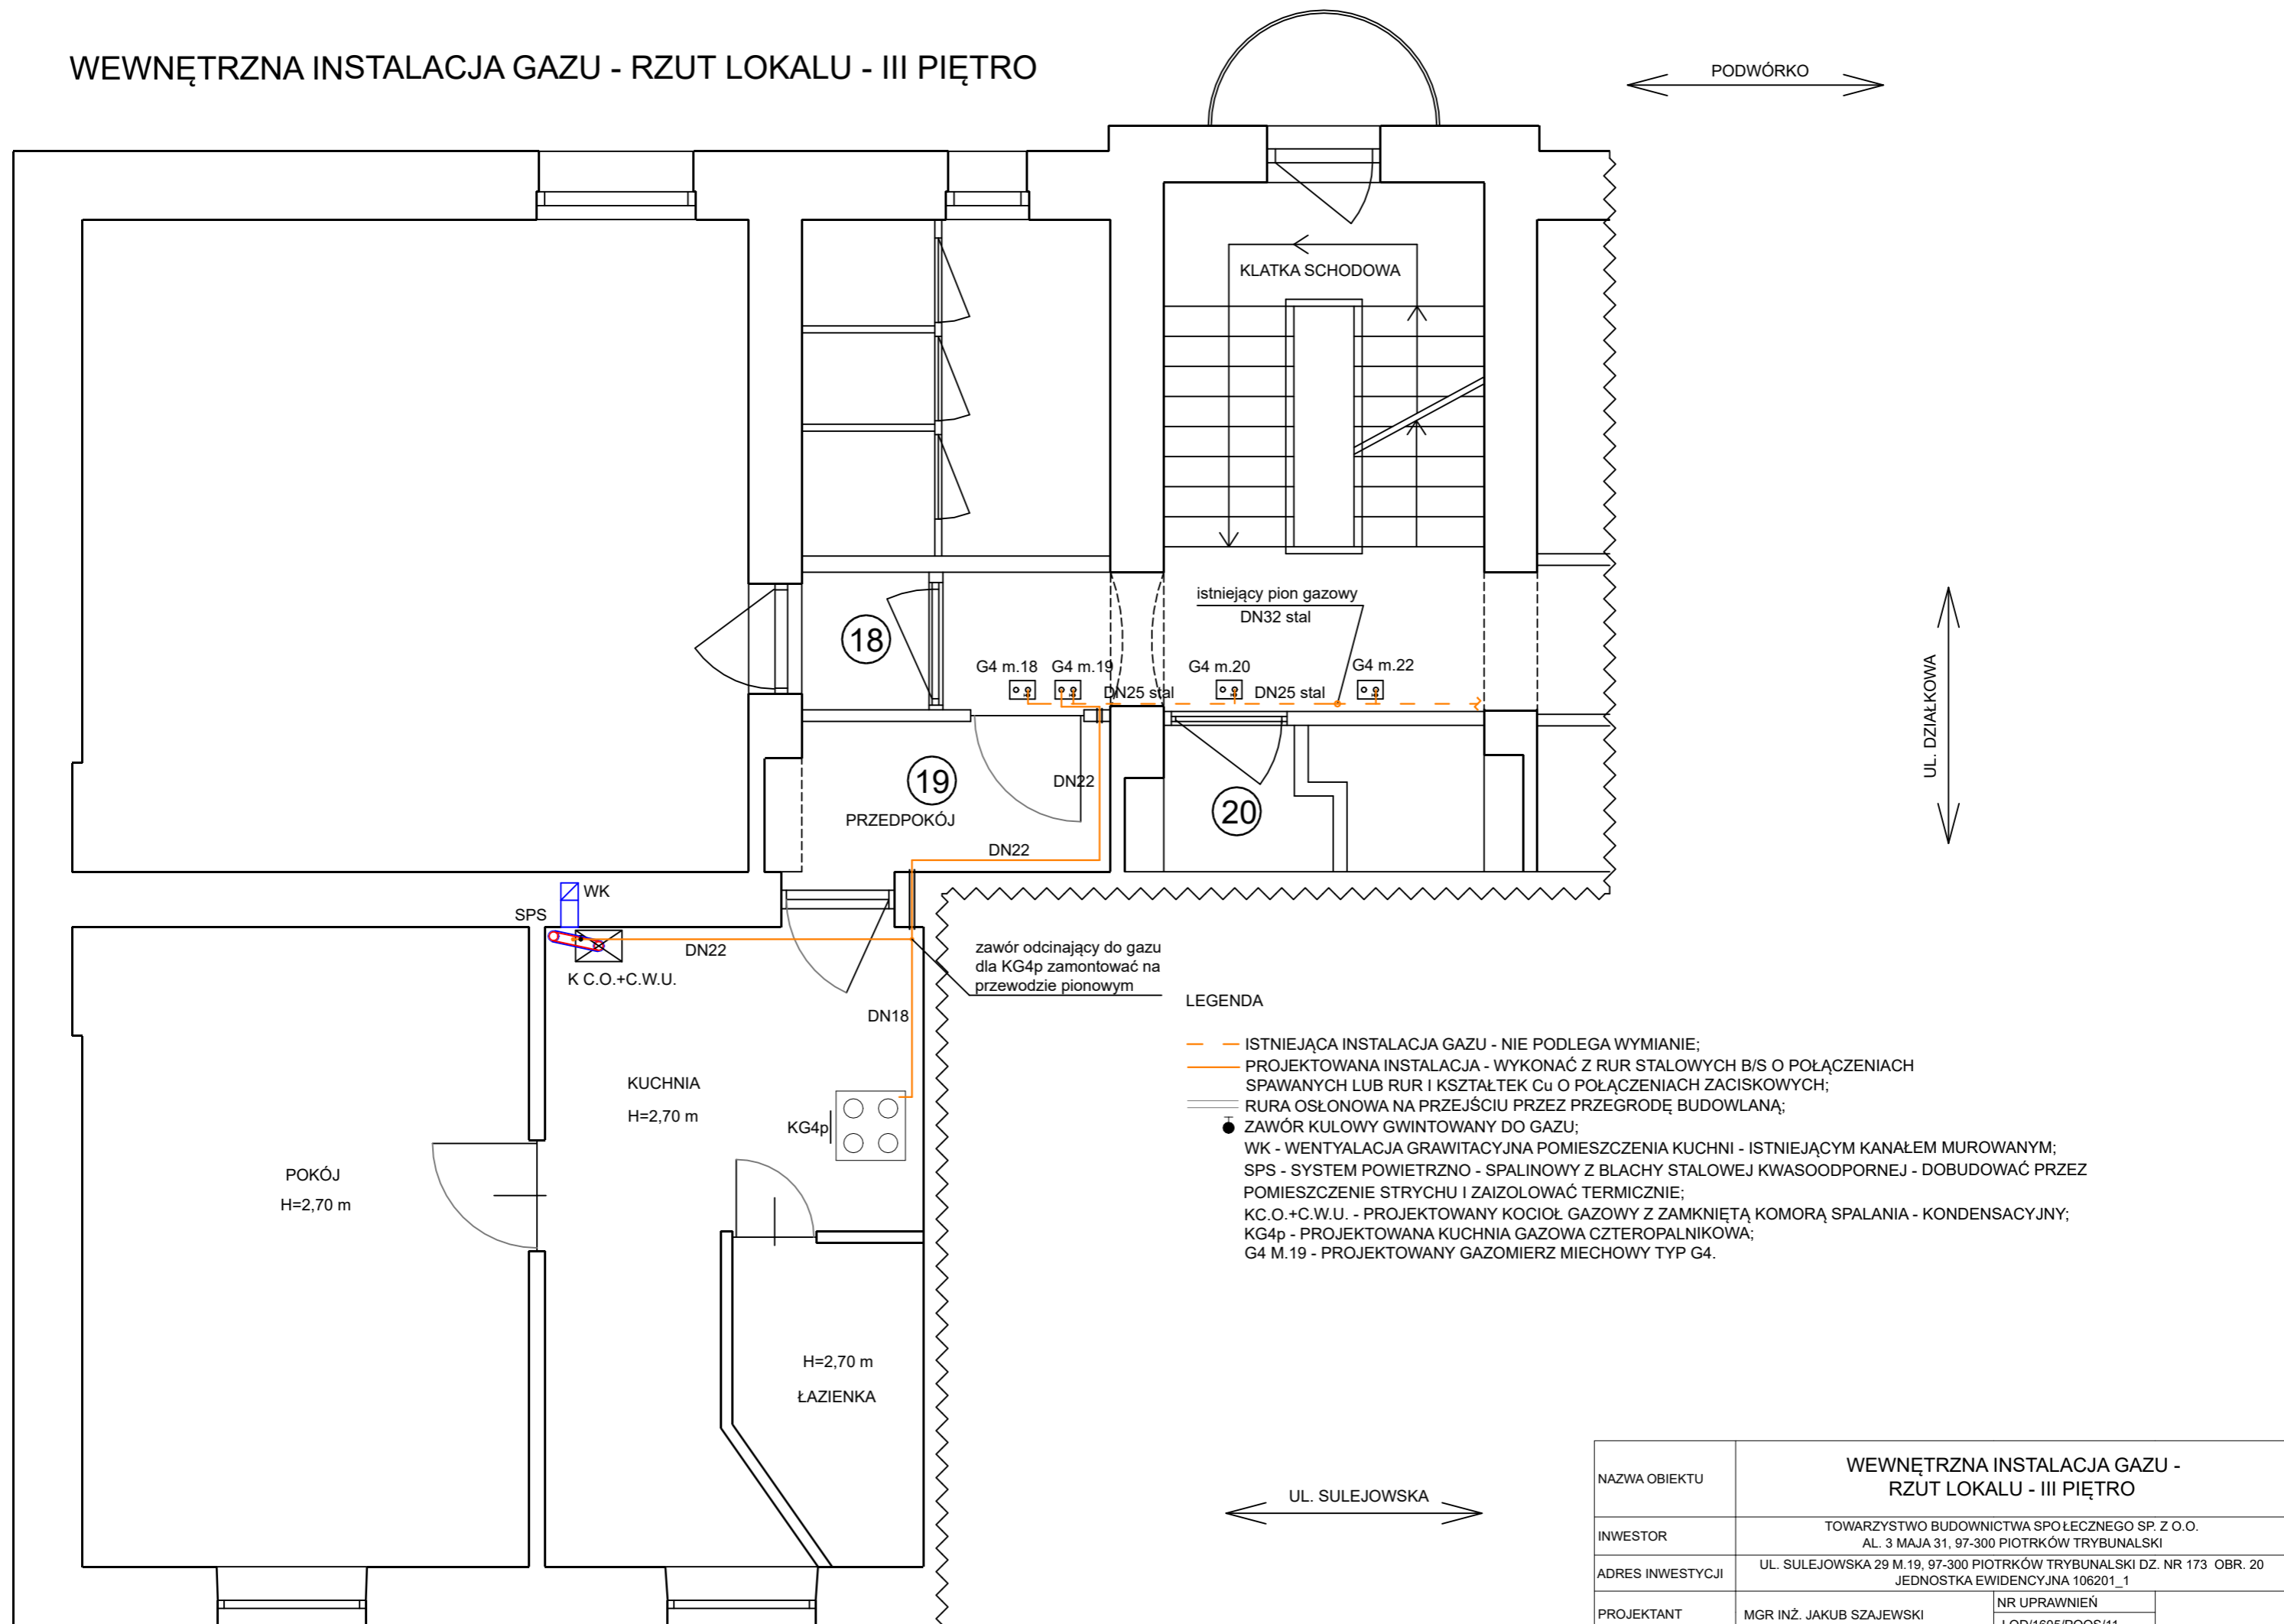 WEWNĘTRZNA INSTALACJA GAZU - RZUT LOKALU - III PIĘTRO
PODWÓRKO
KLATKA SCHODOWA
istniejący pion gazowy
DN32 stal
18
G4 m.18
G4 m.19
G4 m.20
G4 m.22
DN25 stal
DN25 stal
UL. DZIAŁKOWA
19
PRZEDPOKÓJ
DN22
20
DN22
WK
SPS
DN22
K C.O.+C.W.U.
zawór odcinający do gazu
dla KG4p zamontować na
przewodzie pionowym
DN18
LEGENDA
ISTNIEJĄCA INSTALACJA GAZU - NIE PODLEGA WYMIANIE;
PROJEKTOWANA INSTALACJA - WYKONAĆ Z RUR STALOWYCH B/S O POŁĄCZENIACH
SPAWANYCH LUB RUR I KSZTAŁTEK Cu O POŁĄCZENIACH ZACISKOWYCH;
RURA OSŁONOWA NA PRZEJŚCIU PRZEZ PRZEGRODĘ BUDOWLANĄ;
ZAWÓR KULOWY GWINTOWANY DO GAZU;
WK - WENTYALACJA GRAWITACYJNA POMIESZCZENIA KUCHNI - ISTNIEJĄCYM KANAŁEM MUROWANYM;
SPS - SYSTEM POWIETRZNO - SPALINOWY Z BLACHY STALOWEJ KWASOODPORNEJ - DOBUDOWAĆ PRZEZ
POMIESZCZENIE STRYCHU I ZAIZOLOWAĆ TERMICZNIE;
KC.O.+C.W.U. - PROJEKTOWANY KOCIOŁ GAZOWY Z ZAMKNIĘTĄ KOMORĄ SPALANIA - KONDENSACYJNY;
KG4p - PROJEKTOWANA KUCHNIA GAZOWA CZTEROPALNIKOWA;
G4 M.19 - PROJEKTOWANY GAZOMIERZ MIECHOWY TYP G4.
KUCHNIA
H=2,70 m
KG4p
POKÓJ
H=2,70 m
H=2,70 m
ŁAZIENKA
UL. SULEJOWSKA
NAZWA OBIEKTU
WEWNĘTRZNA INSTALACJA GAZU -
RZUT LOKALU - III PIĘTRO
INWESTOR
TOWARZYSTWO BUDOWNICTWA SPOŁECZNEGO SP. Z O.O.
AL. 3 MAJA 31, 97-300 PIOTRKÓW TRYBUNALSKI
ADRES INWESTYCJI
UL. SULEJOWSKA 29 M.19, 97-300 PIOTRKÓW TRYBUNALSKI DZ. NR 173 OBR. 20
JEDNOSTKA EWIDENCYJNA 106201_1
PROJEKTANT
MGR INŻ. JAKUB SZAJEWSKI
NR UPRAWNIEŃ